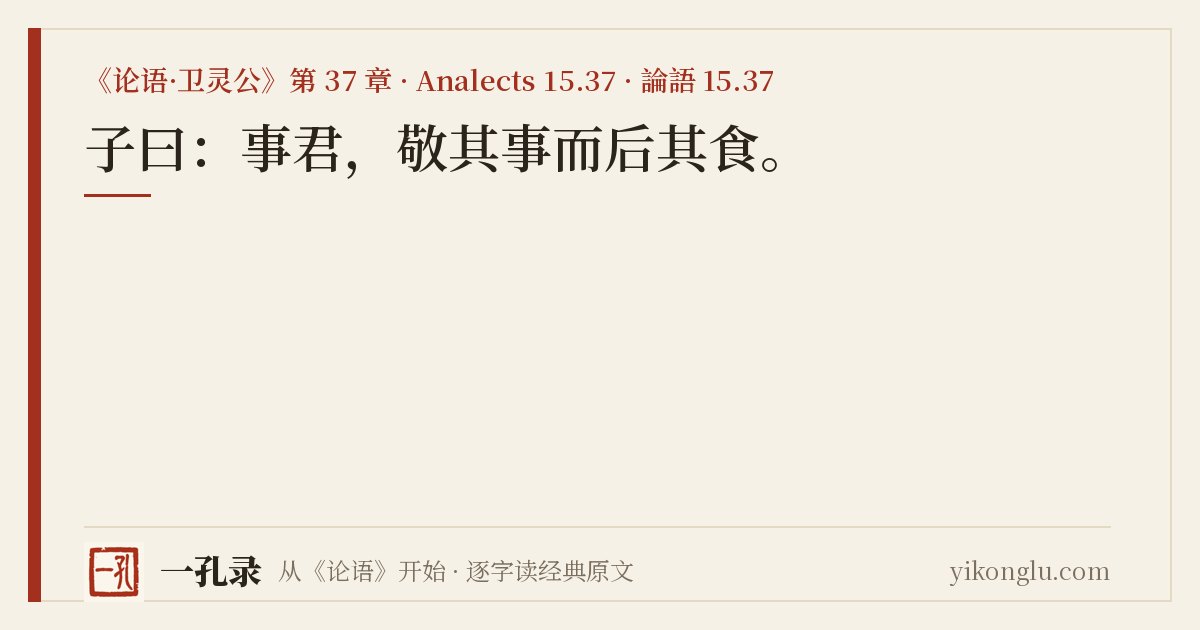 《论语·卫灵公》第 37 章 · Analects 15.37 · 論語 15.37
子曰：事君，敬其事而后其食。
一孔
一孔录 从《论语》开始 · 逐字读经典原文 yikonglu.com